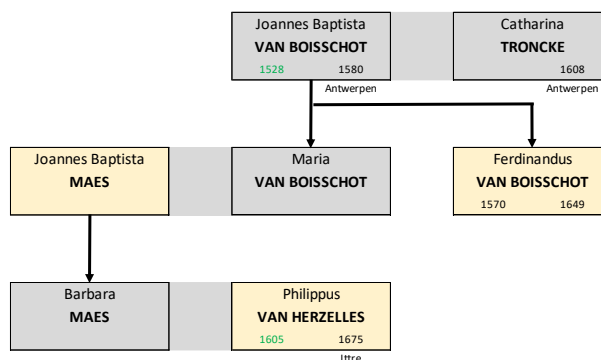 Joannes Baptista
VAN BOISSCHOT
1528 1580
Antwerpen
Catharina
TRONCKE
1608
Antwerpen
Joannes Baptista
MAES
Maria
VAN BOISSCHOT
Ferdinandus
VAN BOISSCHOT
1570 1649
Barbara
MAES
Philippus
VAN HERZELLES
1605 1675
Ittre